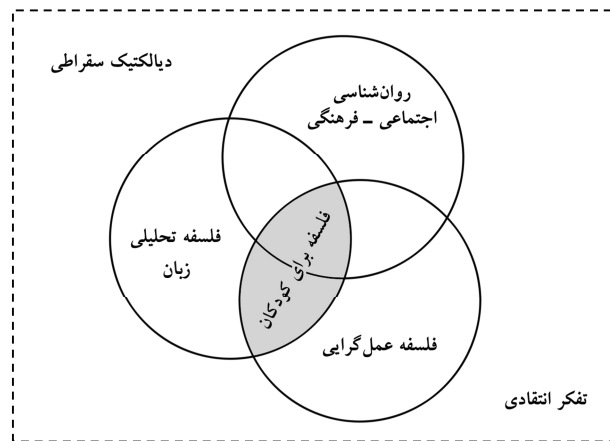 دیالکتیک سقراطی
روان‌شناسی
اجتماعی ـ فرهنگی
فلسفه تحلیلی
زبان
فلسفه برای کودکان
فلسفه عمل‌گرایی
تفکر انتقادی